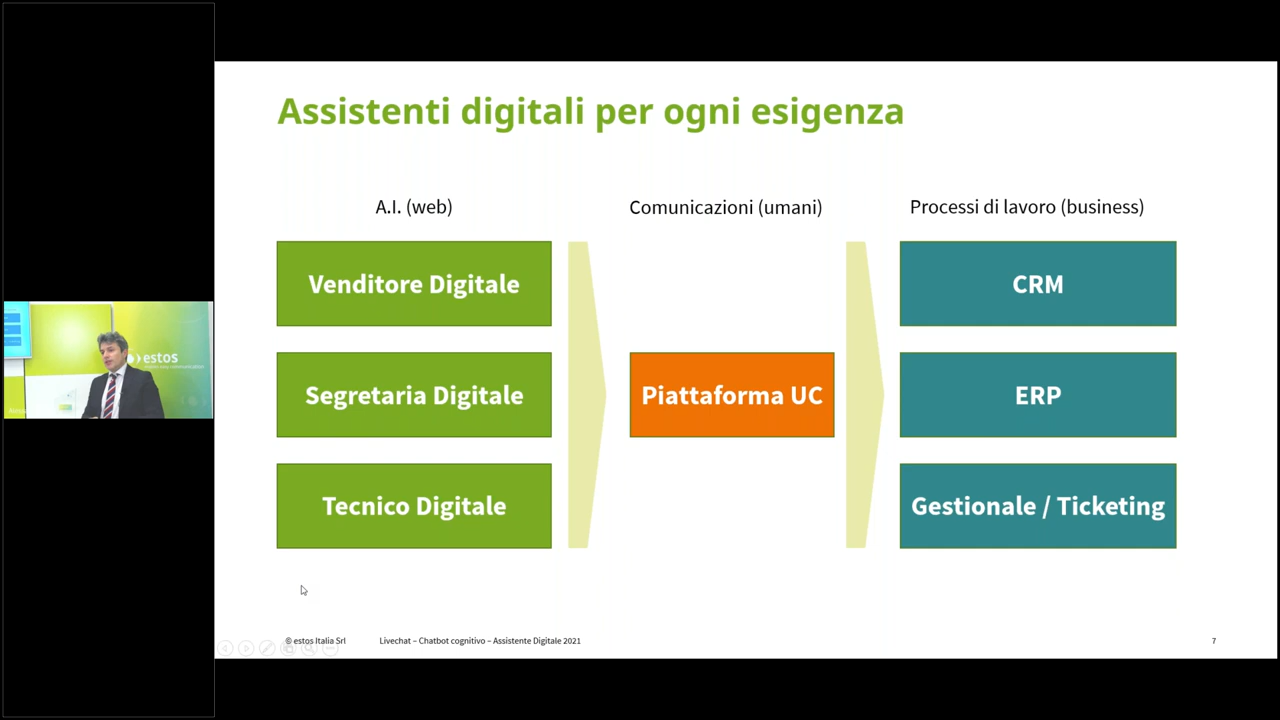 Assistenti digitali per ogni esigenza
A.I. (web)
Comunicazioni (umani)
Processi di lavoro (business)
Venditore Digitale
CRM
Segretaria Digitale
Piattaforma UC
ERP
Tecnico Digitale
Gestionale / Ticketing
estos
© estos Italia Srl
Livechat – Chatbot cognitivo – Assistente Digitale 2021
7